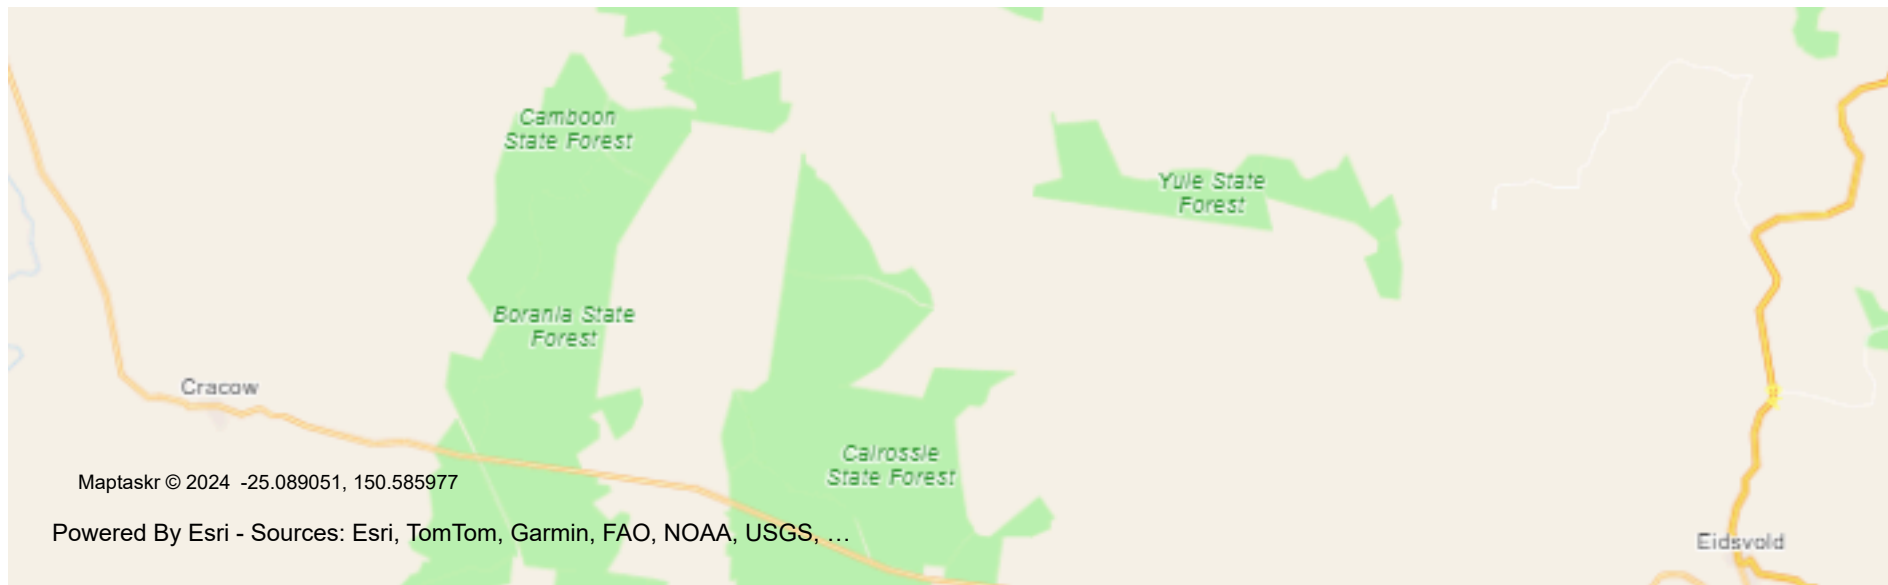 Camboon
State Forest
Yule State
Forest
Borania State
Forest
Cracow
Cairossie
State Forest
Maptaskr © 2024 -25.089051, 150.585977
Powered By Esri - Sources: Esri, TomTom, Garmin, FAO, NOAA, USGS, …
Eidsvold